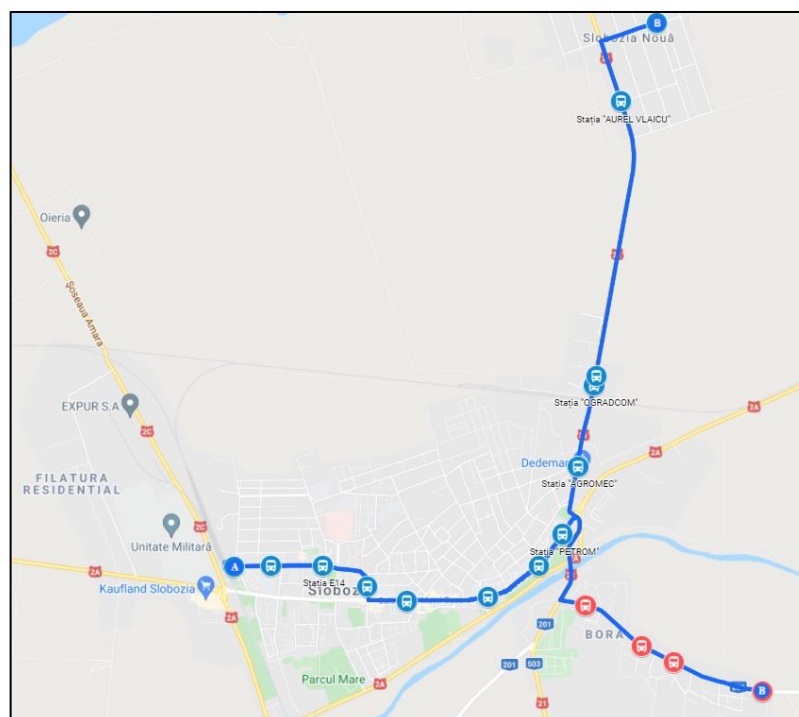 B
Slobozia Nouă
2C
Stația "AUREL VLAICU"
Oieria
2C
Șoseaua Amara
EXPUR S.A
2C
Stația "OGRADCOM"
2A
Dedeman
Stația "AGROMEC"
FILATURA
REZIDENTIAL
2C
Unitate Militară
Stația "PETROM"
2A
A
Stația E14
2A
Kaufland Slobozia
Slobozia
2A
201
BORA
201
503
Parcul Mare
2A
B
21